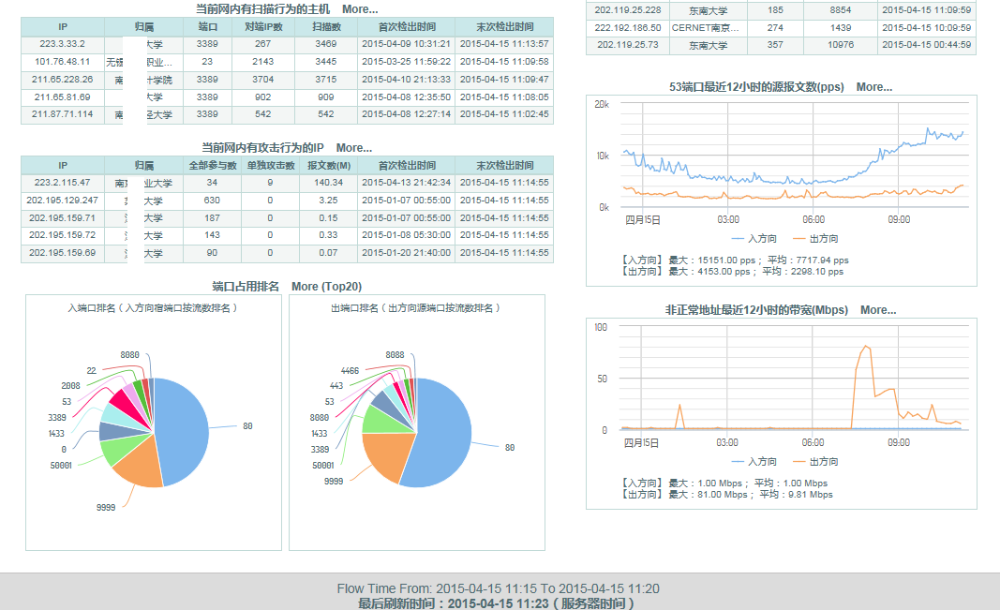 当前网内有扫描行为的主机 More...
IP 归属 端口 对端IP数 扫描数 首次检出时间 末次检出时间
223.3.33.2 大学 3389 267 3469 2015-04-09 10:31:21 2015-04-15 11:13:57
101.76.48.11 无锡 职业... 23 2143 3445 2015-03-25 11:59:22 2015-04-15 11:09:58
211.65.228.26 南 计学院 3389 3704 3715 2015-04-10 21:13:33 2015-04-15 11:09:47
211.65.81.69 大学 3389 902 909 2015-04-08 12:35:50 2015-04-15 11:08:05
211.87.71.114 南 经大学 3389 542 542 2015-04-08 12:27:14 2015-04-15 11:02:45
当前网内有攻击行为的IP More...
IP 归属 全部参与数 单独攻击数 报文数(M) 首次检出时间 末次检出时间
223.2.115.47 南京 业大学 34 9 140.34 2015-04-13 21:42:34 2015-04-15 11:14:55
202.195.129.247 大学 630 0 3.25 2015-01-07 00:55:00 2015-04-15 11:14:55
202.195.159.71 大学 187 0 0.15 2015-01-07 00:55:00 2015-04-15 11:14:55
202.195.159.72 大学 143 0 0.33 2015-01-08 05:30:00 2015-04-15 11:14:55
202.195.159.69 大学 90 0 0.07 2015-01-20 21:40:00 2015-04-15 11:14:55
端口占用排名 More (Top20)
入端口排名（入方向宿端口按流数排名）
8080
22
2008
53
3389
1433
0
50001
9999
80
出端口排名（出方向源端口按流数排名）
8088
4466
443
53
8080
1433
3389
50001
9999
80
202.119.25.228 东南大学 185 8854 2015-04-15 11:09:59
222.192.186.50 CERNET南京... 274 1439 2015-04-15 10:09:59
202.119.25.73 东南大学 357 10976 2015-04-15 00:44:59
53端口最近12小时的源报文数(pps) More...
20k
10k
0k
四月15日 03:00 06:00 09:00
入方向 出方向
【入方向】 最大：15151.00 pps； 平均：7717.94 pps
【出方向】 最大：4153.00 pps； 平均：2298.10 pps
非正常地址最近12小时的带宽(Mbps) More...
100
50
0
四月15日 03:00 06:00 09:00
入方向 出方向
【入方向】 最大：1.00 Mbps； 平均：1.00 Mbps
【出方向】 最大：81.00 Mbps； 平均：9.81 Mbps
Flow Time From: 2015-04-15 11:15 To 2015-04-15 11:20
最后刷新时间：2015-04-15 11:23（服务器时间）